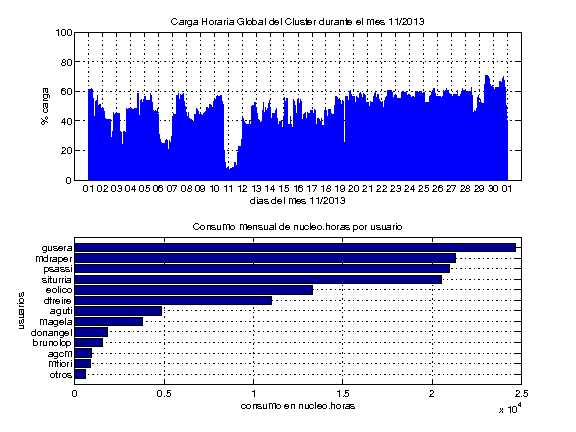 Carga Horaria Global del Cluster durante el mes 11/2013
100
80
60
40
20
0
% carga
01 02 03 04 05 06 07 08 09 10 11 12 13 14 15 16 17 18 19 20 21 22 23 24 25 26 27 28 29 30 01
dias del mes 11/2013
Consumo mensual de nucleo.horas por usuario
usuarios
gusera
mdraper
psassi
siturria
eolico
dfreire
aguti
magela
donangel
brunolop
agcm
mfiori
otros
0 0.5 1 1.5 2 2.5
x 10⁴
consumo en nucleo.horas